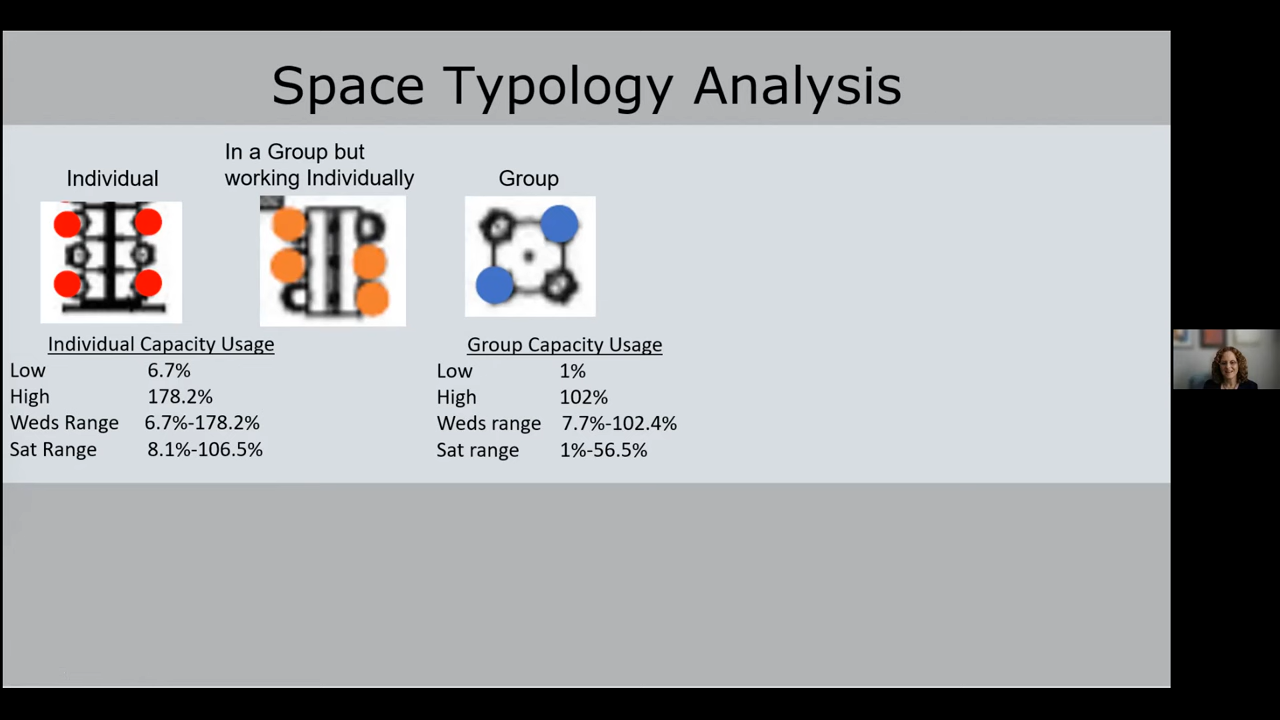 Space Typology Analysis
Individual
In a Group but
working Individually
Group
Individual Capacity Usage
Low 6.7%
High 178.2%
Weds Range 6.7%-178.2%
Sat Range 8.1%-106.5%
Group Capacity Usage
Low 1%
High 102%
Weds range 7.7%-102.4%
Sat range 1%-56.5%